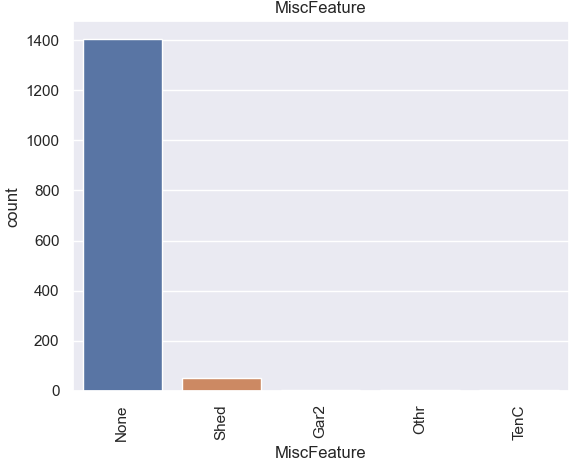 MiscFeature
1400
1200
1000
800
600
400
200
0
count
None
Shed
Gar2
Othr
TenC
MiscFeature